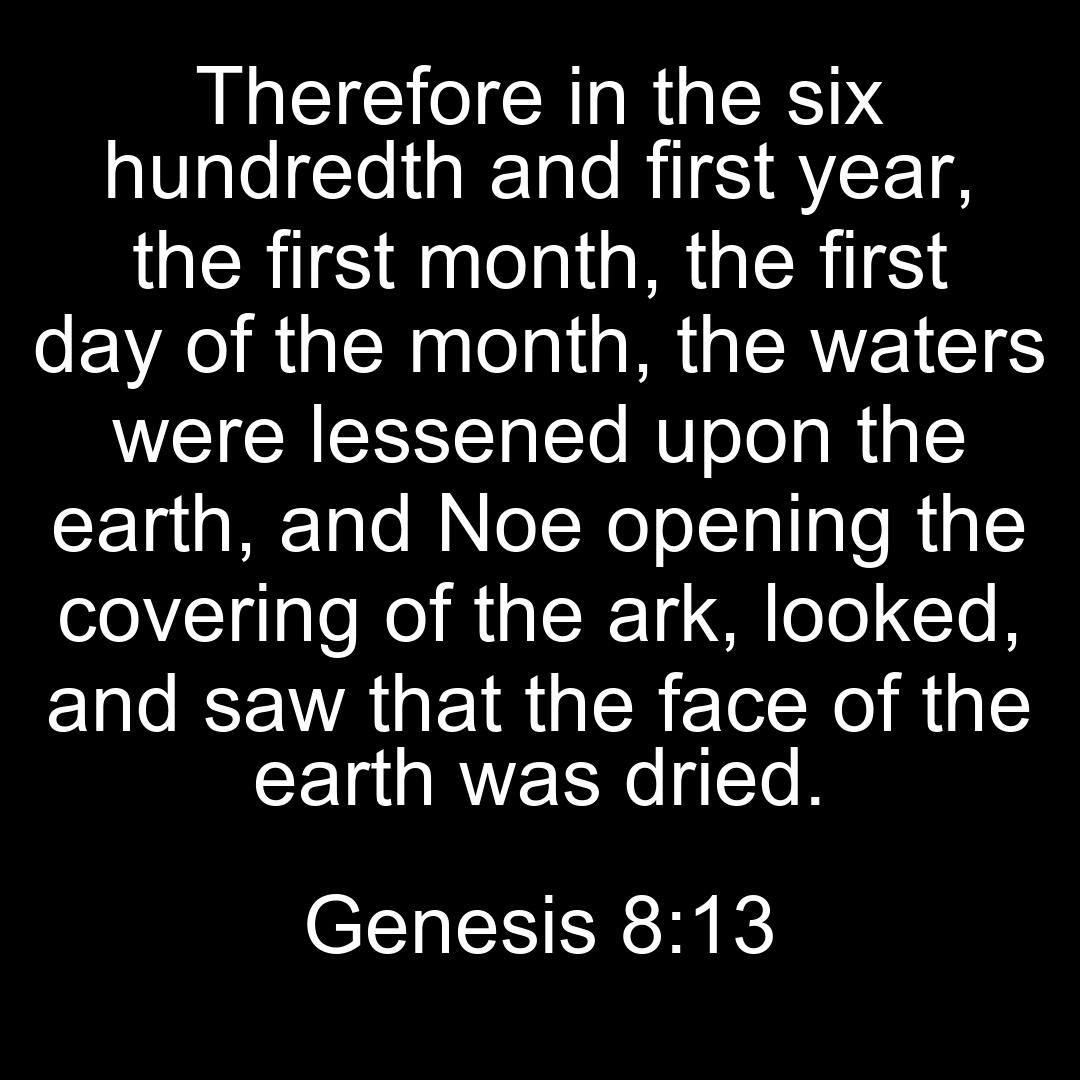 Therefore in the six
hundredth and first year,
the first month, the first
day of the month, the waters
were lessened upon the
earth, and Noe opening the
covering of the ark, looked,
and saw that the face of the
earth was dried.
Genesis 8:13